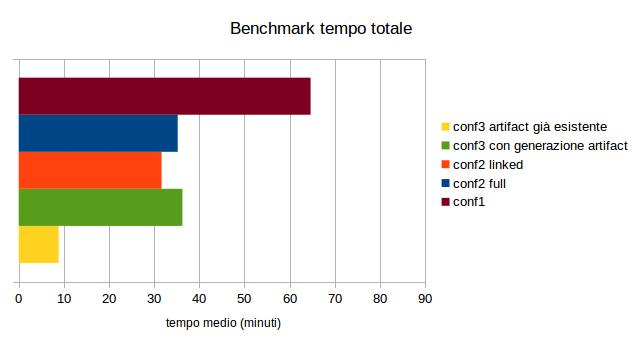 Benchmark tempo totale
conf3 artifact già esistente
conf3 con generazione artifact
conf2 linked
conf2 full
conf1
0 10 20 30 40 50 60 70 80 90
tempo medio (minuti)